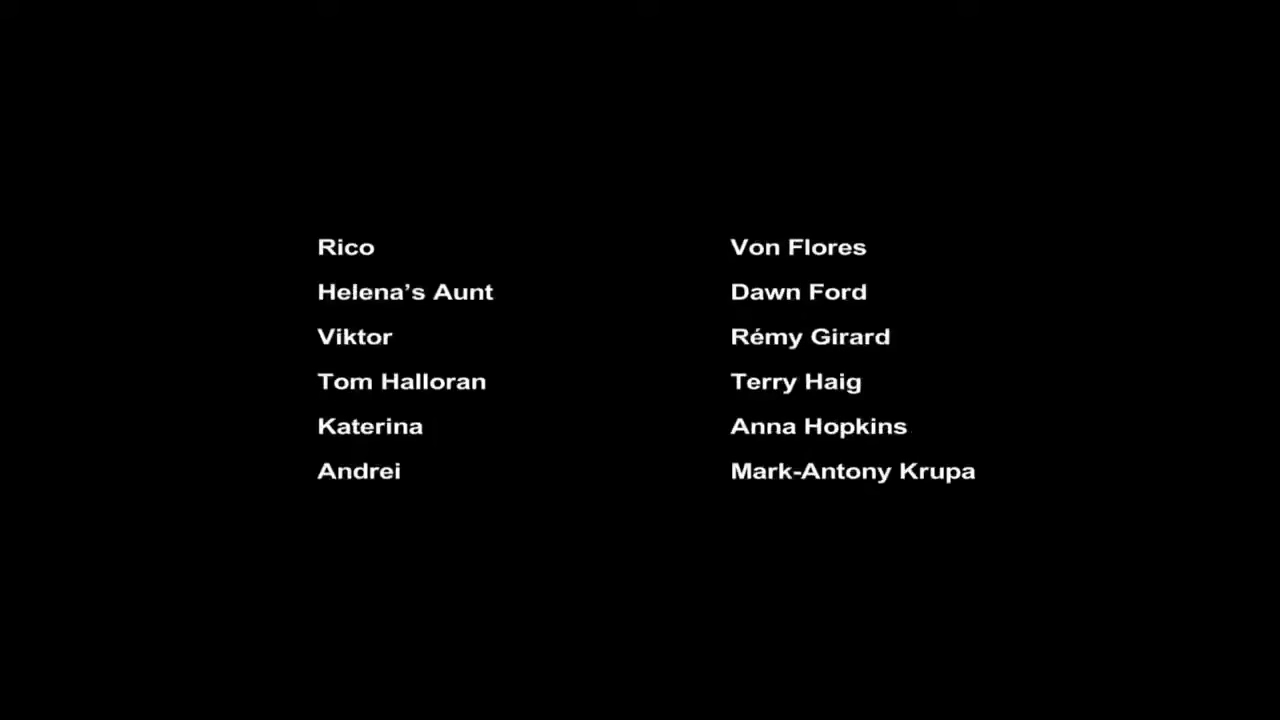 Rico Von Flores
Helena’s Aunt Dawn Ford
Viktor Rémy Girard
Tom Halloran Terry Haig
Katerina Anna Hopkins
Andrei Mark-Antony Krupa